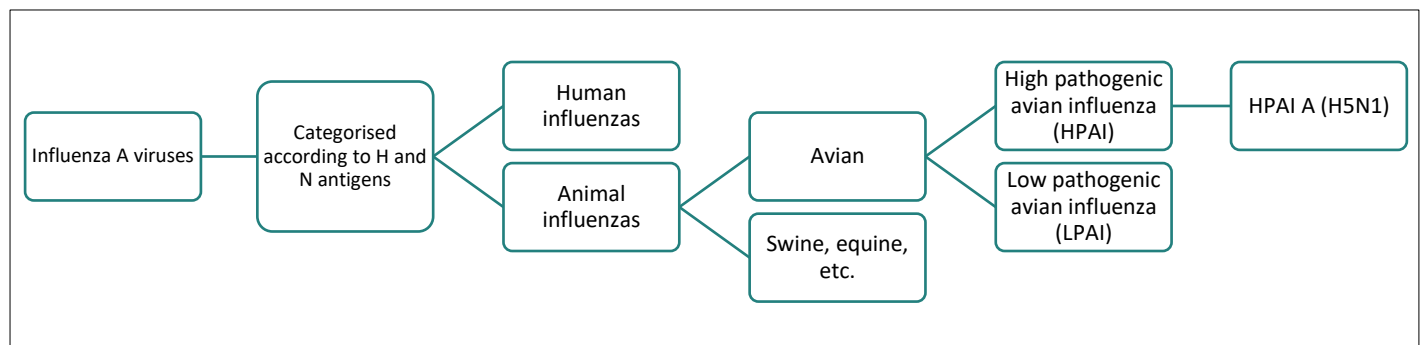 Influenza A viruses
Categorised
according to H and
N antigens
Human
influenzas
Animal
influenzas
Avian
Swine, equine,
etc.
High pathogenic
avian influenza
(HPAI)
Low pathogenic
avian influenza
(LPAI)
HPAI A (H5N1)